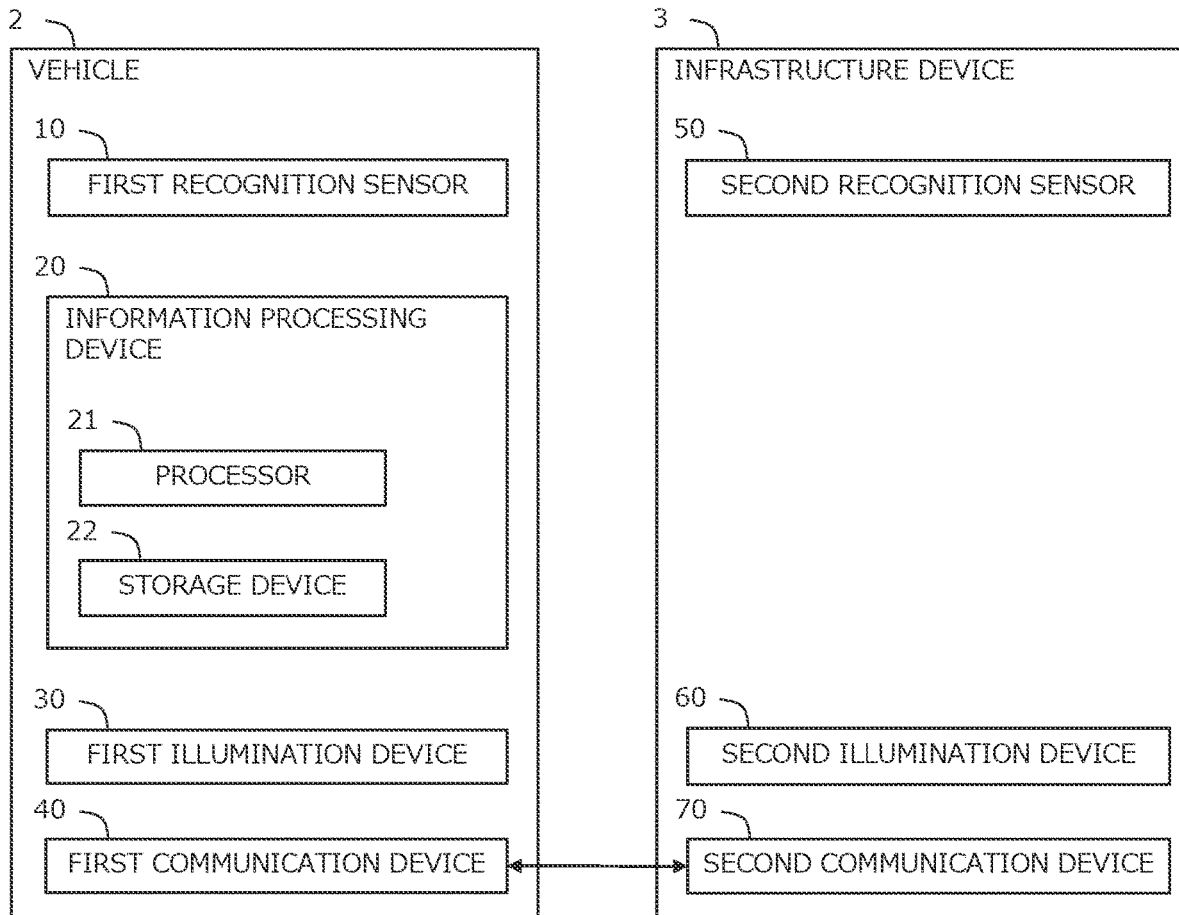 2
VEHICLE
10
FIRST RECOGNITION SENSOR
20
INFORMATION PROCESSING
DEVICE
21
PROCESSOR
22
STORAGE DEVICE
30
FIRST ILLUMINATION DEVICE
40
FIRST COMMUNICATION DEVICE
3
INFRASTRUCTURE DEVICE
50
SECOND RECOGNITION SENSOR
60
SECOND ILLUMINATION DEVICE
70
SECOND COMMUNICATION DEVICE